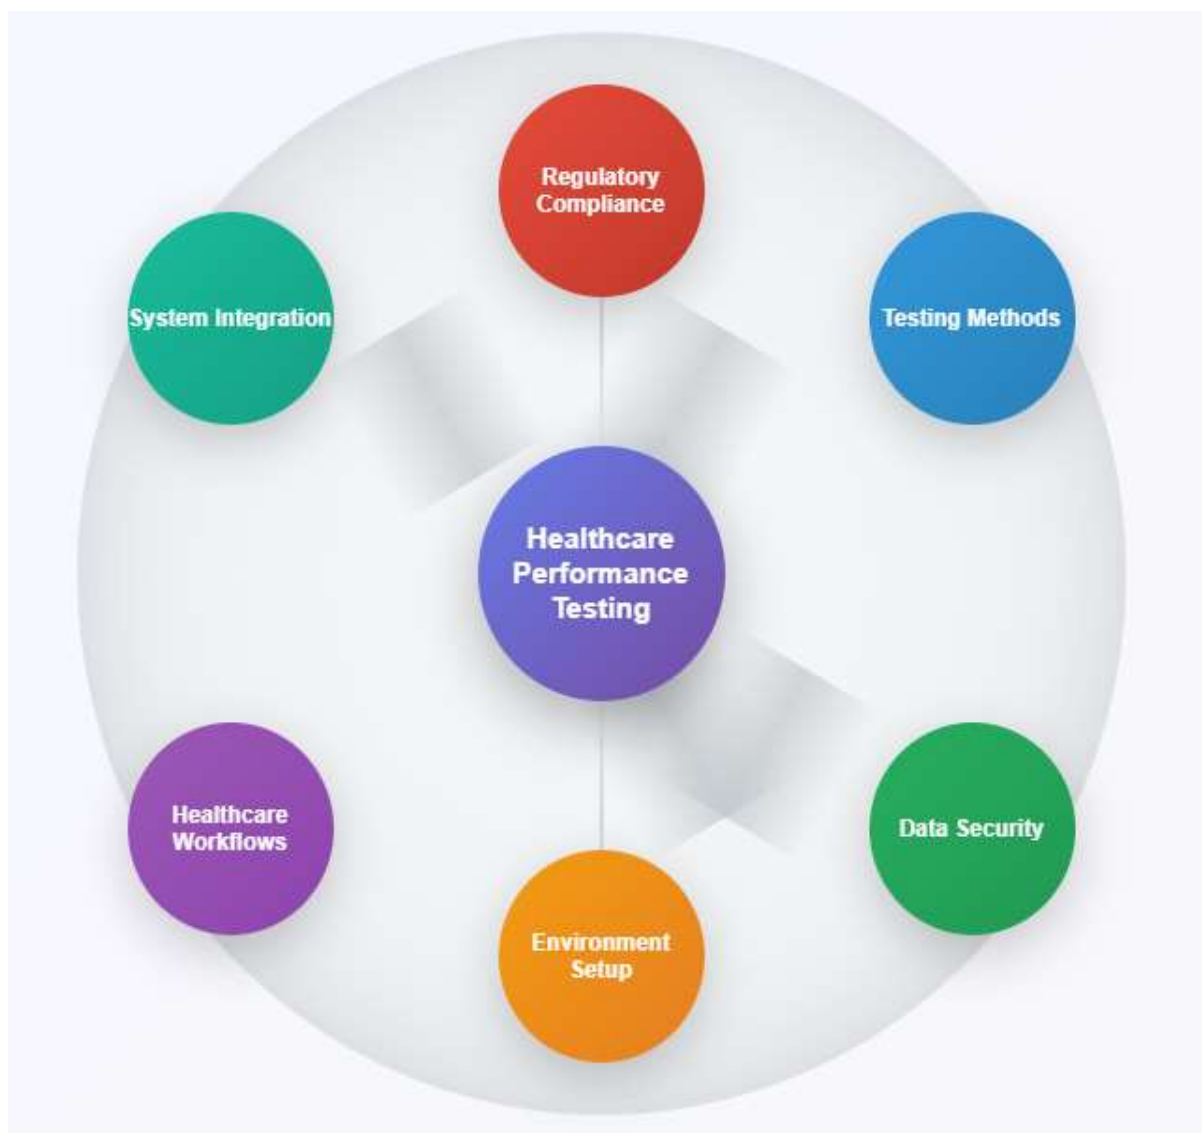 Regulatory
Compliance
System Integration
Testing Methods
Healthcare
Performance
Testing
Healthcare
Workflows
Data Security
Environment
Setup